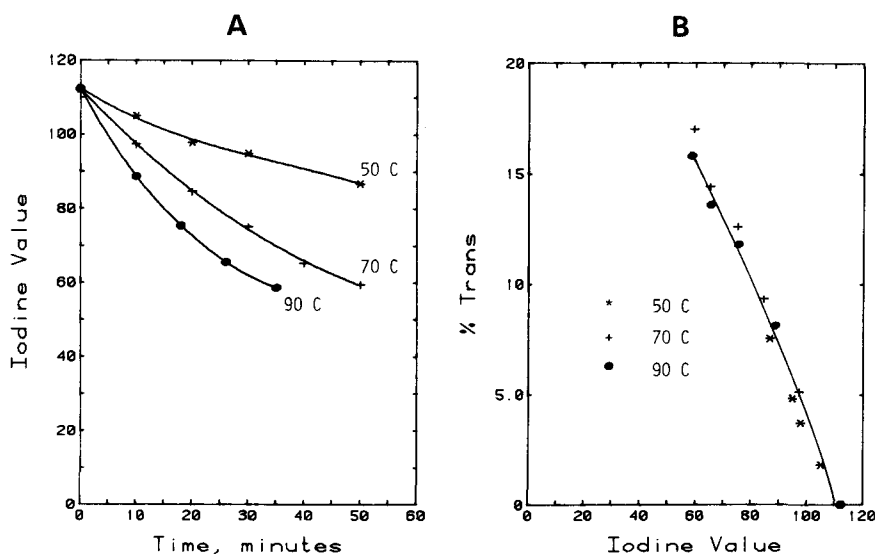 A
120
100
80
60
40
20
0
0 10 20 30 40 50 60
Iodine Value
Time, minutes
50 C
70 C
90 C
B
20
15
10
5.0
0
0 20 40 60 80 100 120
% Trans
Iodine Value
50 C
70 C
90 C